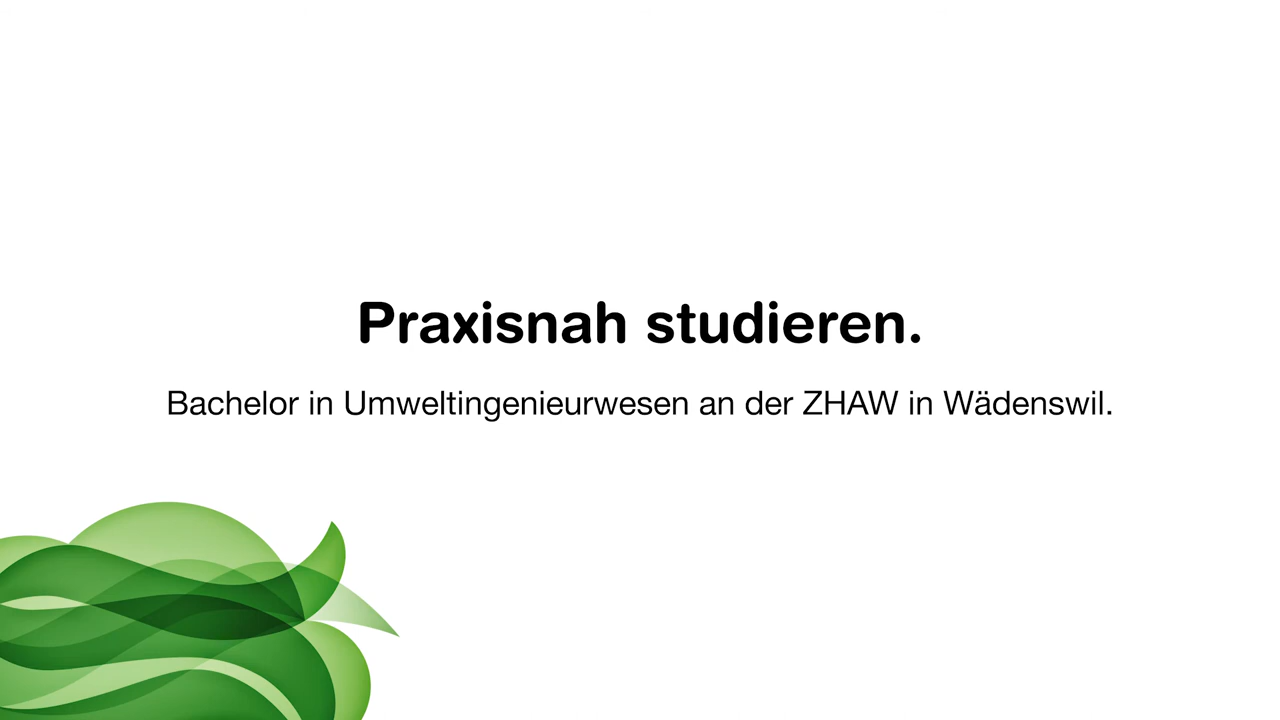 Praxisnah studieren.
Bachelor in Umweltingenieurwesen an der ZHAW in Wädenswil.